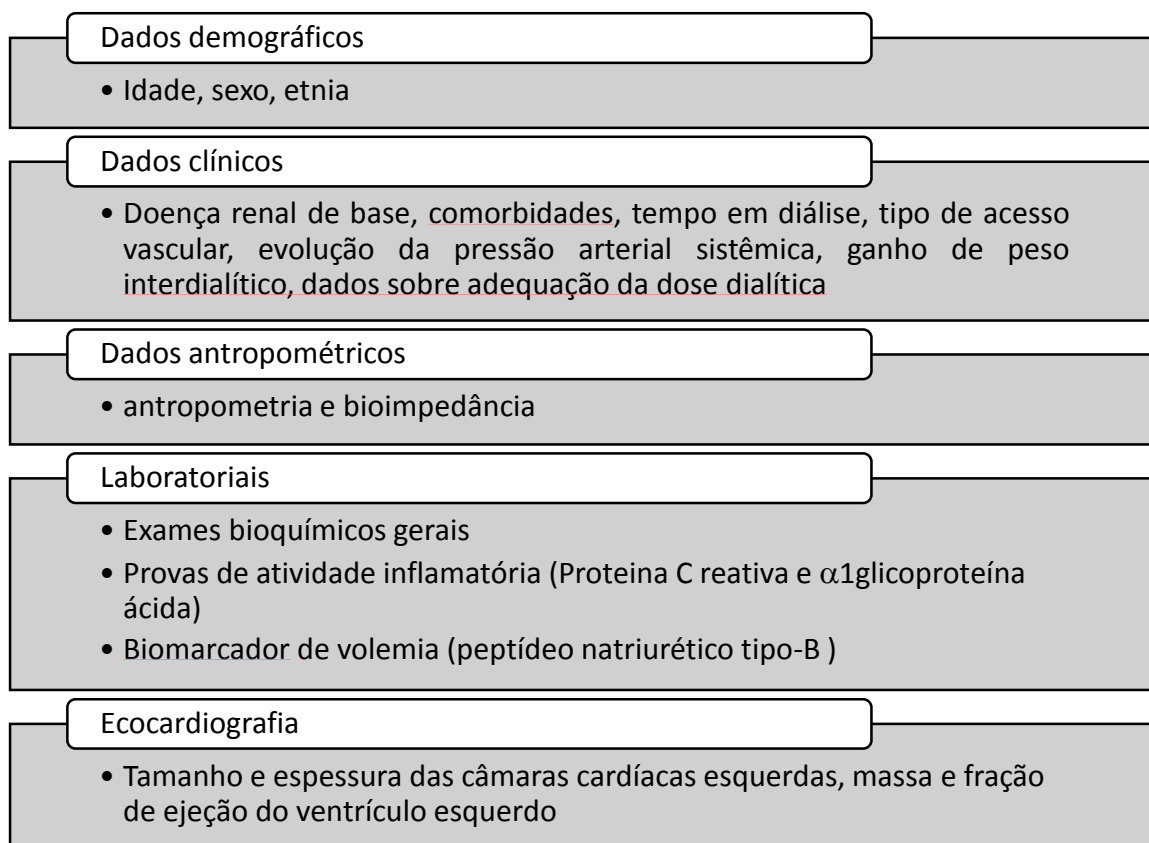 Dados demográficos
• Idade, sexo, etnia
Dados clínicos
• Doença renal de base, comorbidades, tempo em diálise, tipo de acesso
vascular, evolução da pressão arterial sistêmica, ganho de peso
interdialítico, dados sobre adequação da dose dialítica
Dados antropométricos
• antropometria e bioimpedância
Laboratoriais
• Exames bioquímicos gerais
• Provas de atividade inflamatória (Proteina C reativa e α1glicoproteína
ácida)
• Biomarcador de volemia (peptídeo natriurético tipo-B )
Ecocardiografia
• Tamanho e espessura das câmaras cardíacas esquerdas, massa e fração
de ejeção do ventrículo esquerdo